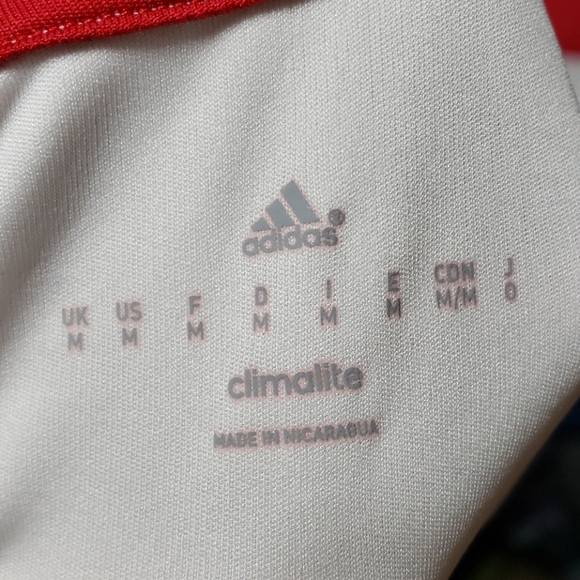 adidas®
UK US F D I E CDN J
M M M M M M M/M O
climalite
MADE IN NICARAGUA